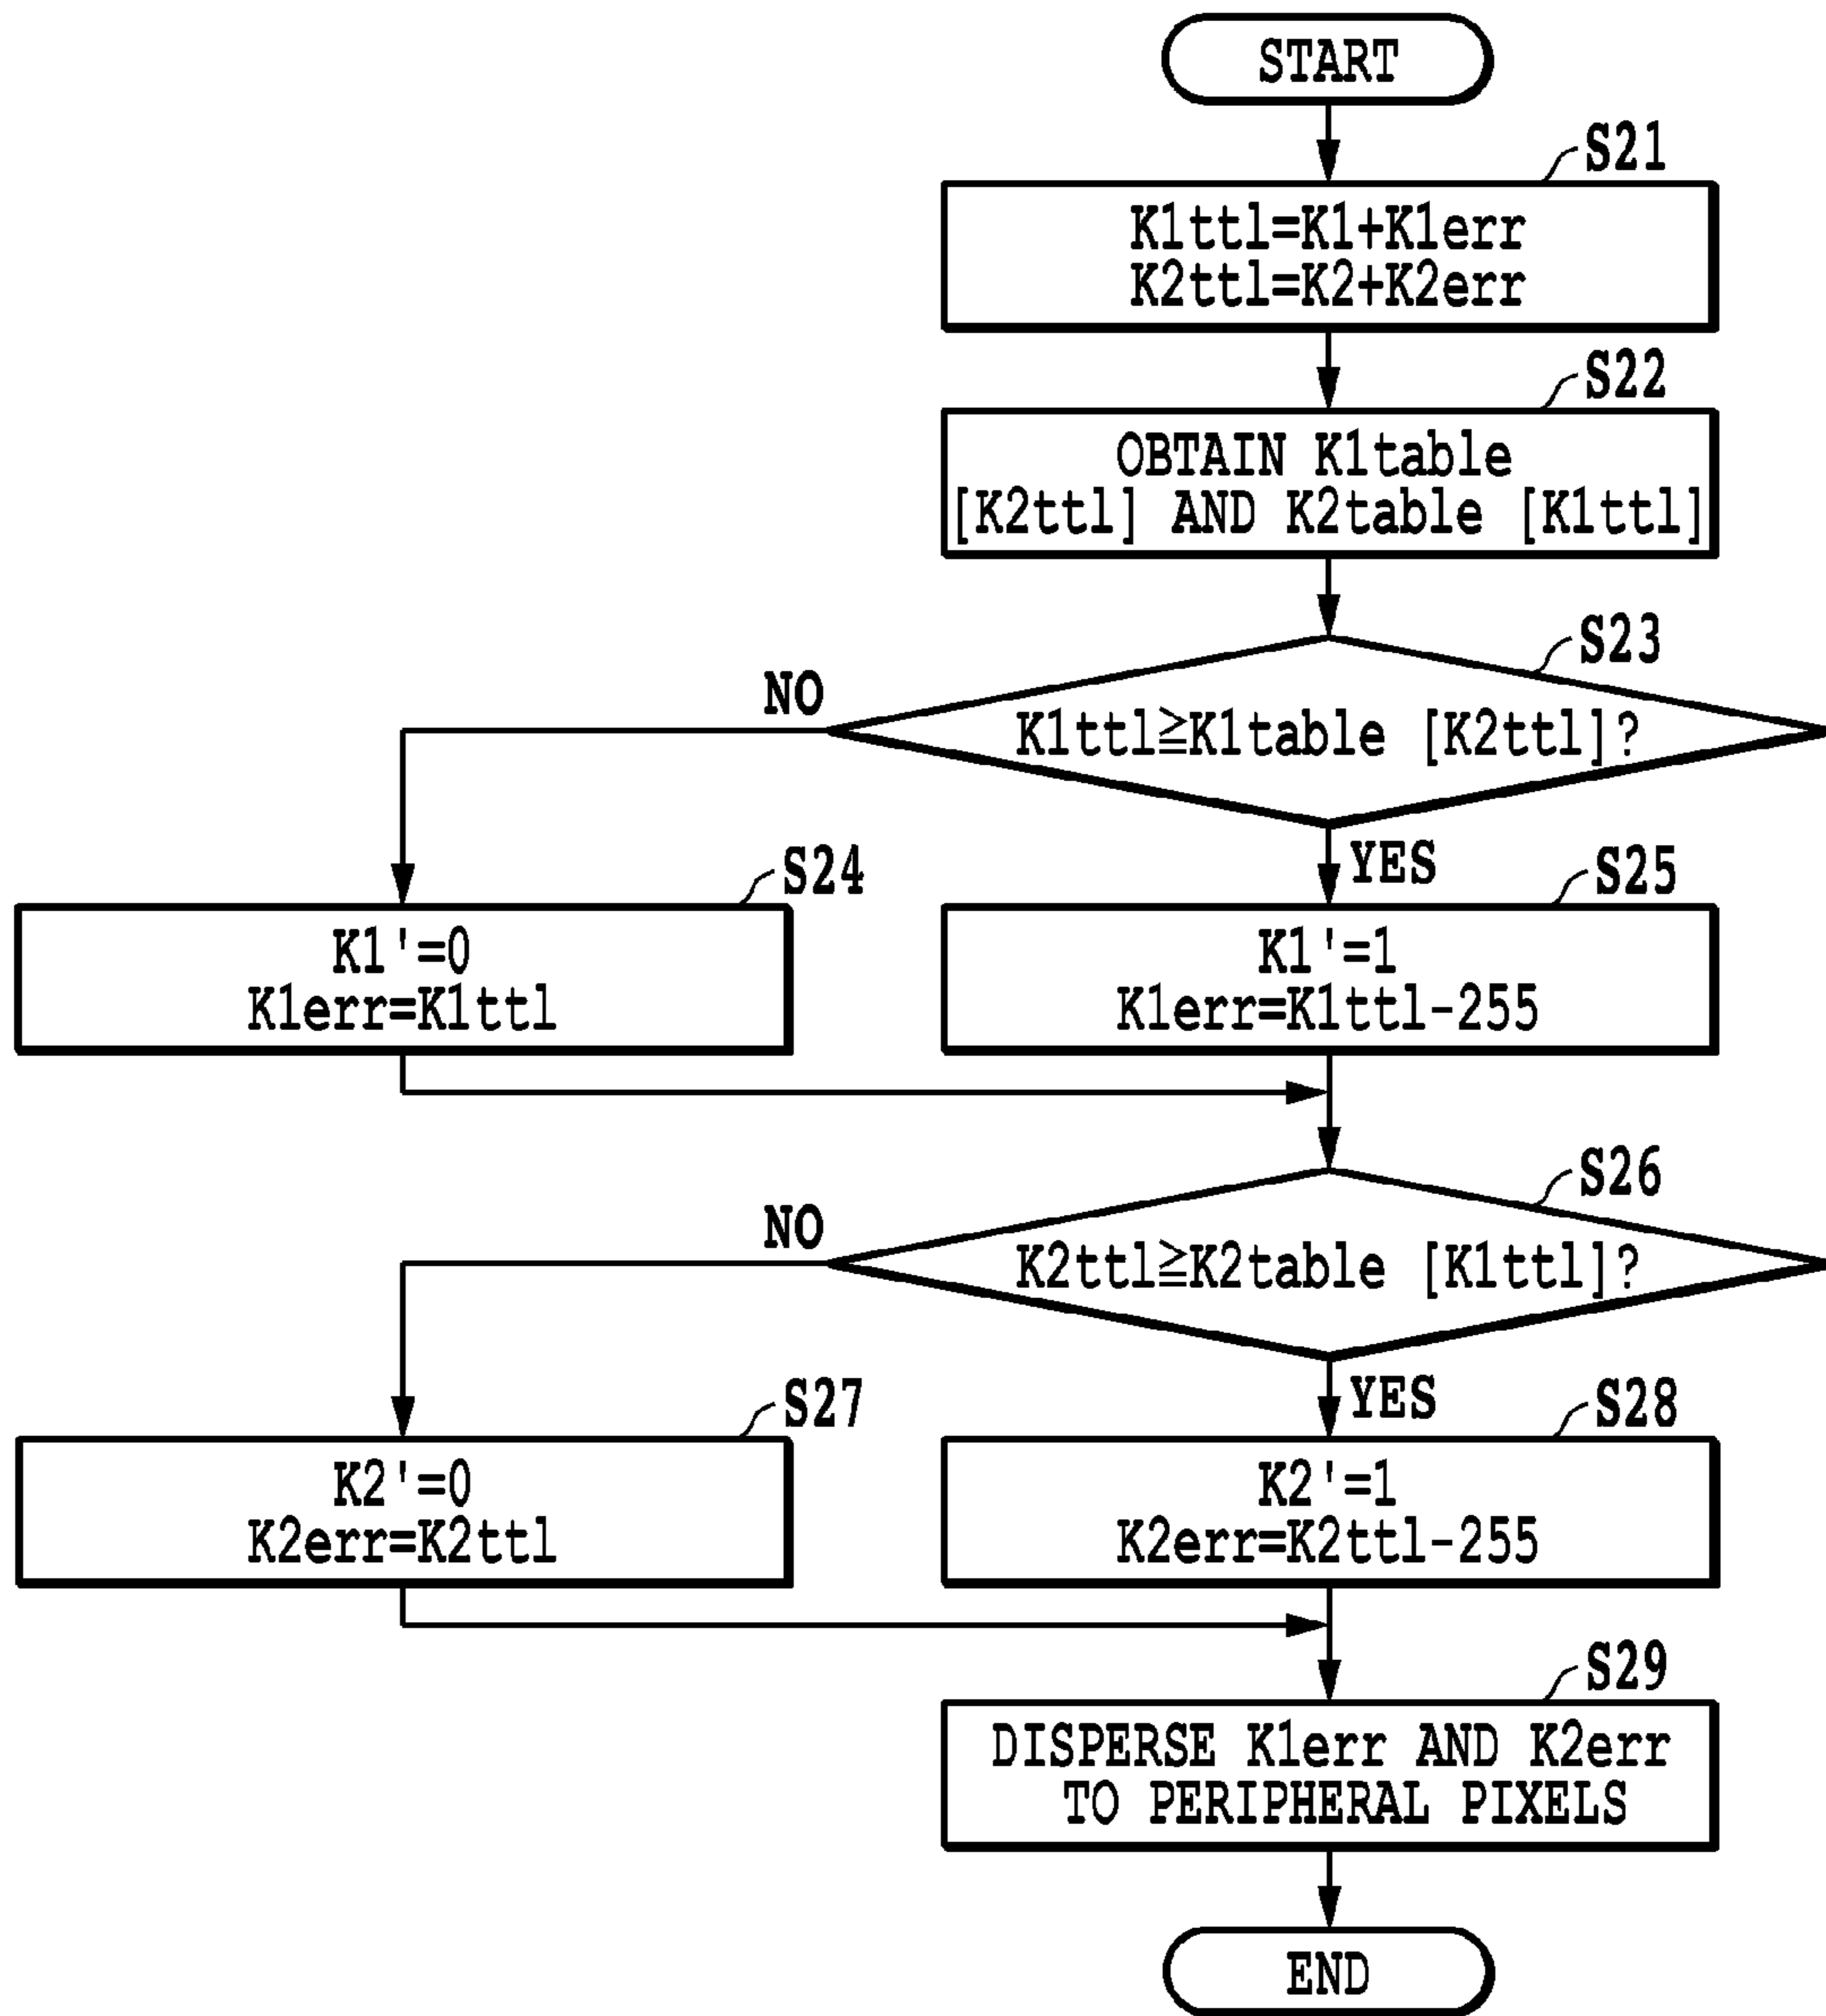 START
S21
K1ttl=K1+K1err
K2ttl=K2+K2err
S22
OBTAIN K1table
[K2ttl] AND K2table [K1ttl]
S23
K1ttl≧K1table [K2ttl]?
NO
YES
S24
K1'=0
K1err=K1ttl
S25
K1'=1
K1err=K1ttl-255
S26
K2ttl≧K2table [K1ttl]?
NO
YES
S27
K2'=0
K2err=K2ttl
S28
K2'=1
K2err=K2ttl-255
S29
DISPERSE K1err AND K2err
TO PERIPHERAL PIXELS
END